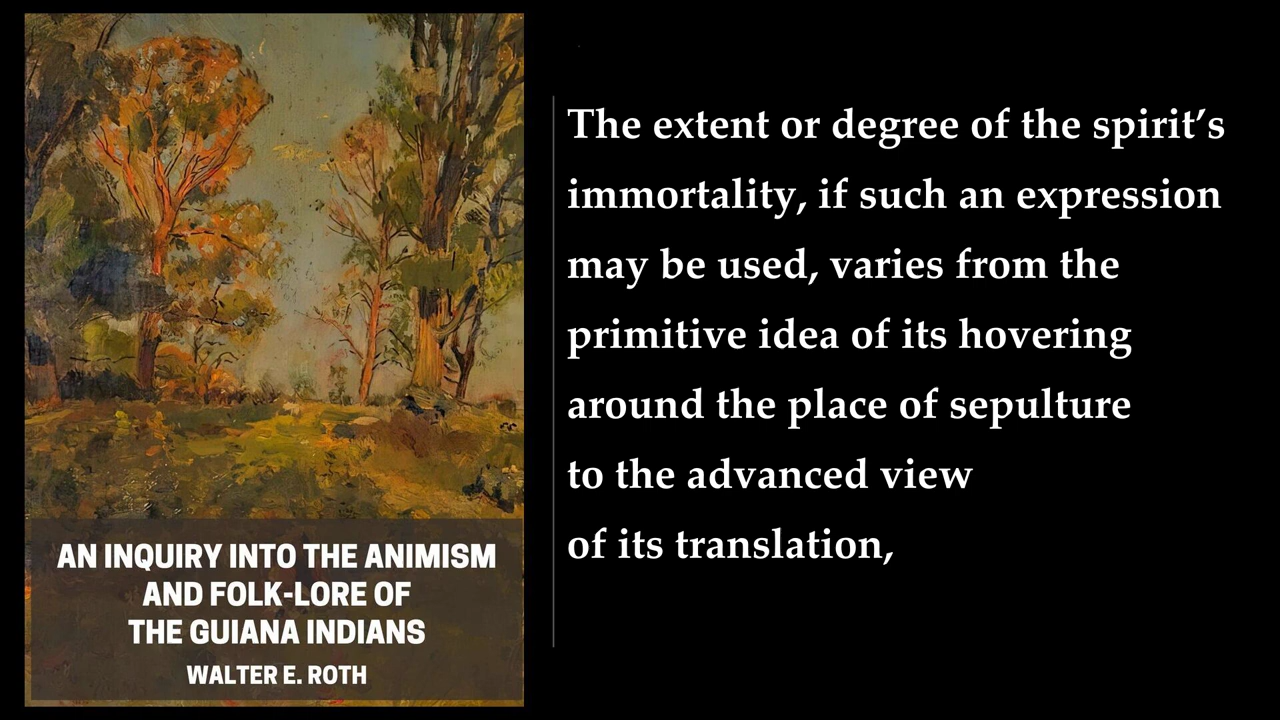 AN INQUIRY INTO THE ANIMISM
AND FOLK-LORE OF
THE GUIANA INDIANS
WALTER E. ROTH
The extent or degree of the spirit’s
immortality, if such an expression
may be used, varies from the
primitive idea of its hovering
around the place of sepulture
to the advanced view
of its translation,